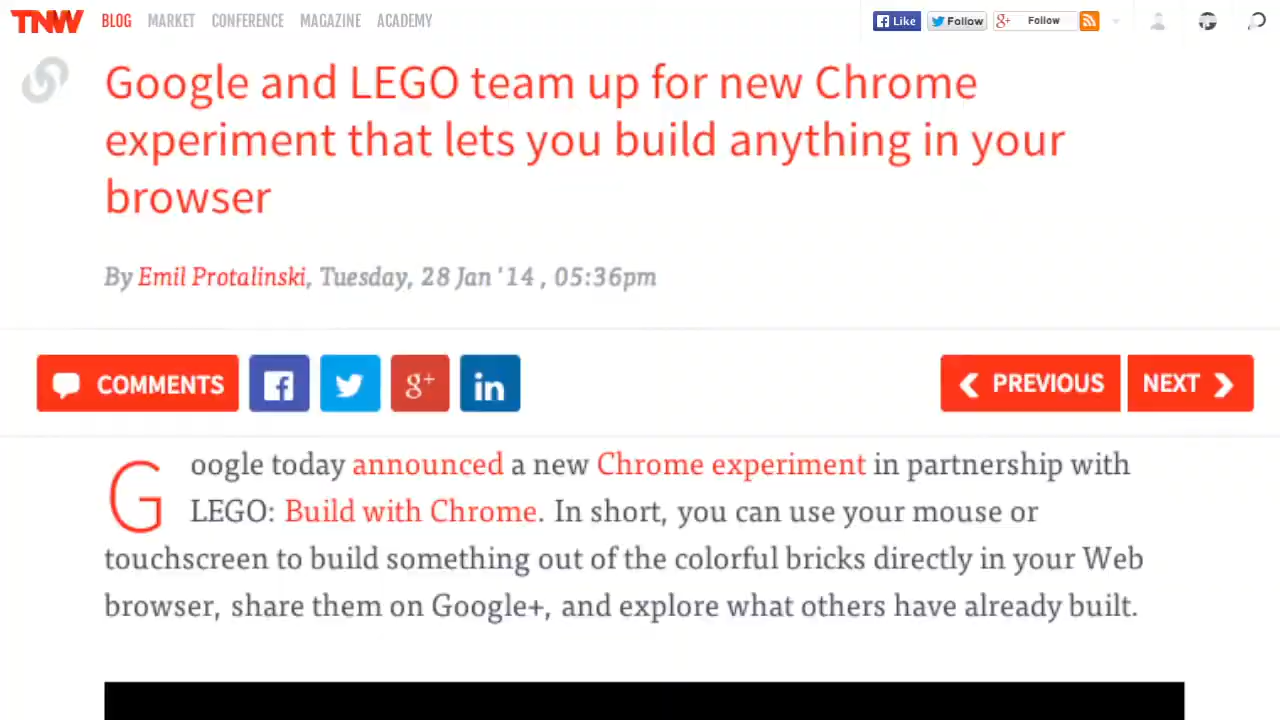 TNW BLOG MARKET CONFERENCE MAGAZINE ACADEMY Like Follow g+ Follow
Google and LEGO team up for new Chrome
experiment that lets you build anything in your
browser
By Emil Protalinski, Tuesday, 28 Jan '14 , 05:36pm
COMMENTS f g+ in PREVIOUS NEXT
Google today announced a new Chrome experiment in partnership with
LEGO: Build with Chrome. In short, you can use your mouse or
touchscreen to build something out of the colorful bricks directly in your Web
browser, share them on Google+, and explore what others have already built.